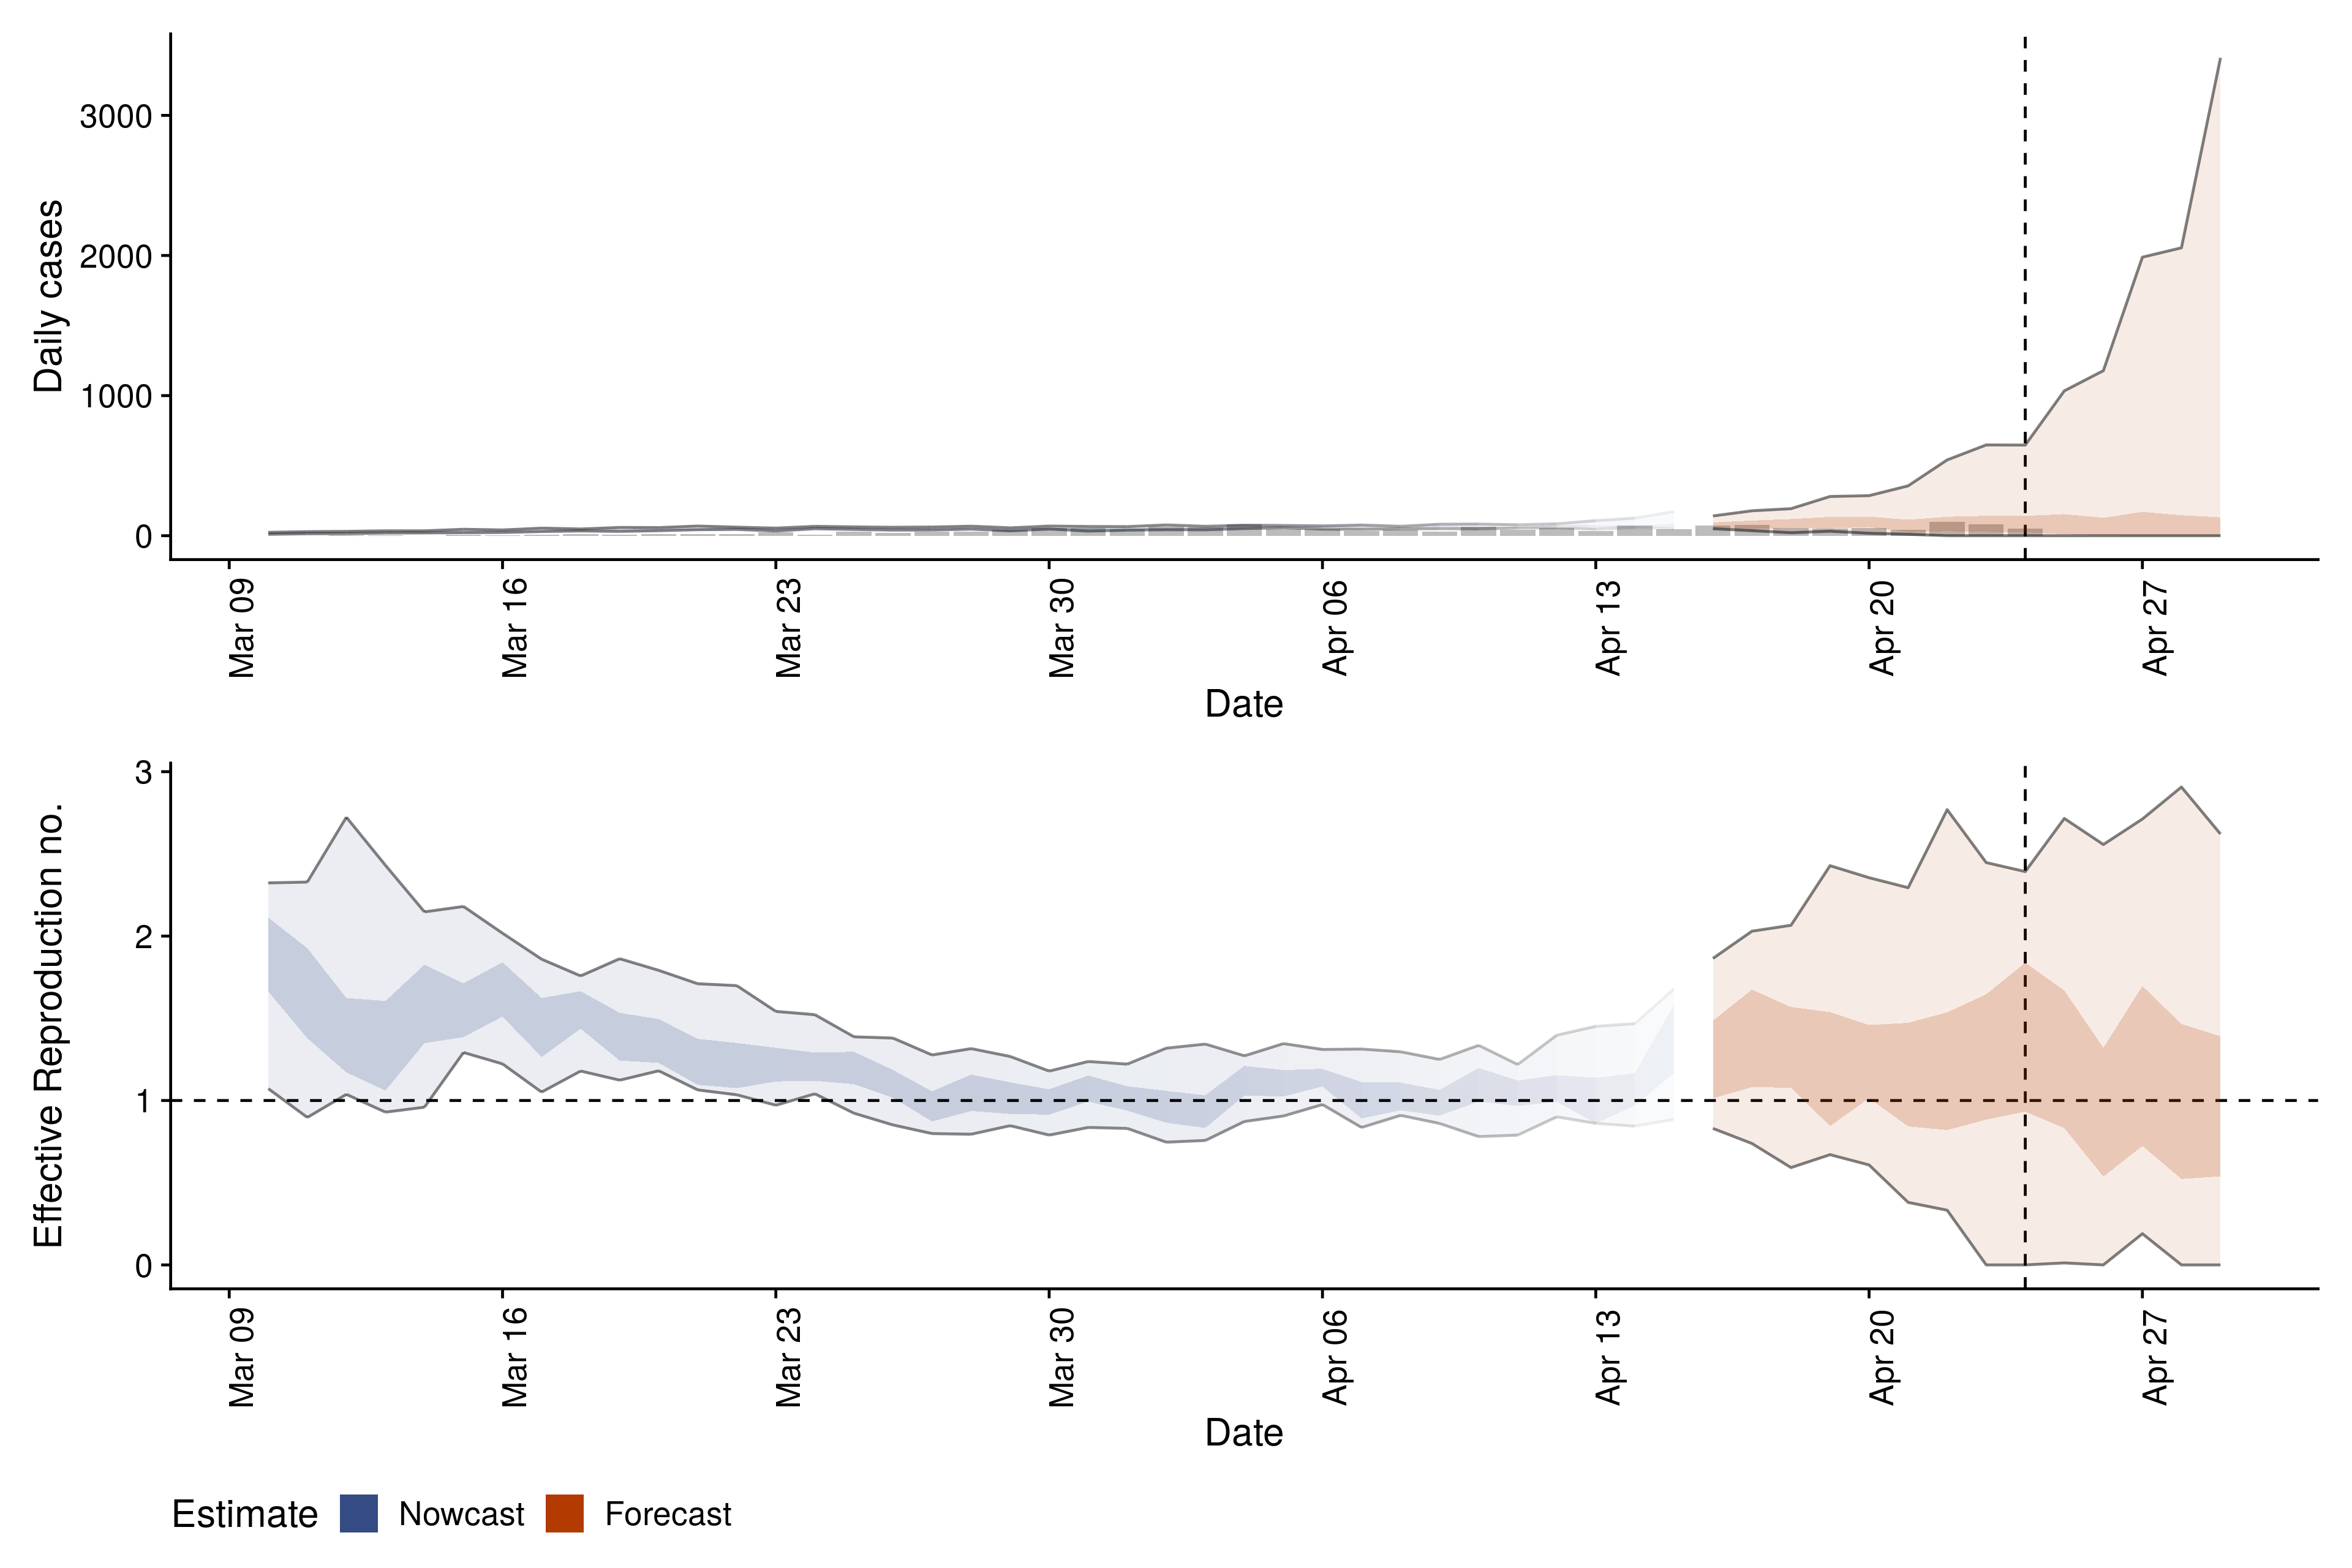 Daily cases
3000
2000
1000
0
Mar 09
Mar 16
Mar 23
Mar 30
Apr 06
Apr 13
Apr 20
Apr 27
Date
Effective Reproduction no.
3
2
1
0
Mar 09
Mar 16
Mar 23
Mar 30
Apr 06
Apr 13
Apr 20
Apr 27
Date
Estimate Nowcast Forecast